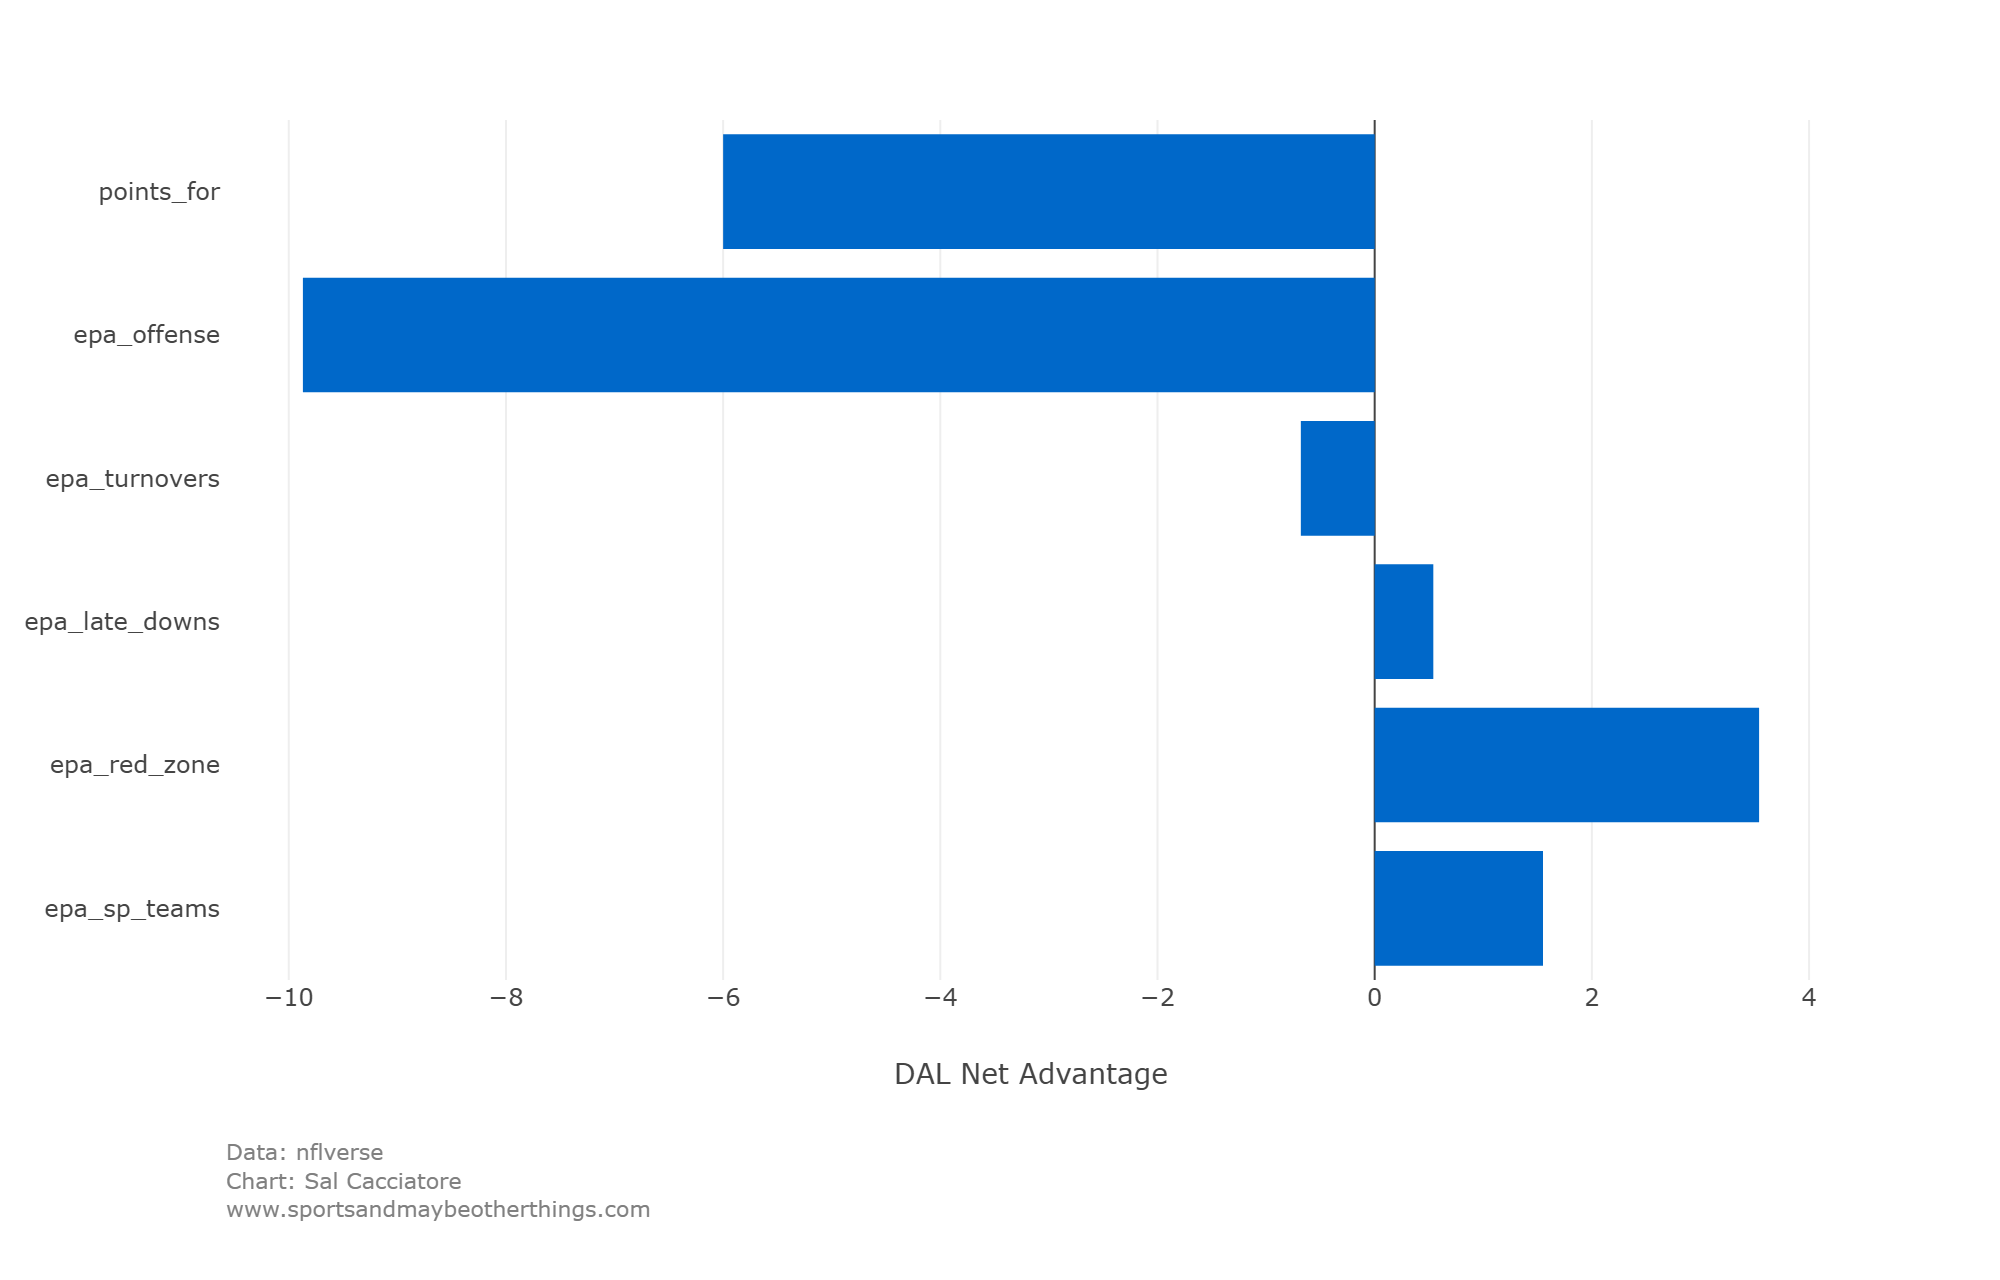 points_for
epa_offense
epa_turnovers
epa_late_downs
epa_red_zone
epa_sp_teams
−10 −8 −6 −4 −2 0 2 4
DAL Net Advantage
Data: nflverse
Chart: Sal Cacciatore
www.sportsandmaybeotherthings.com